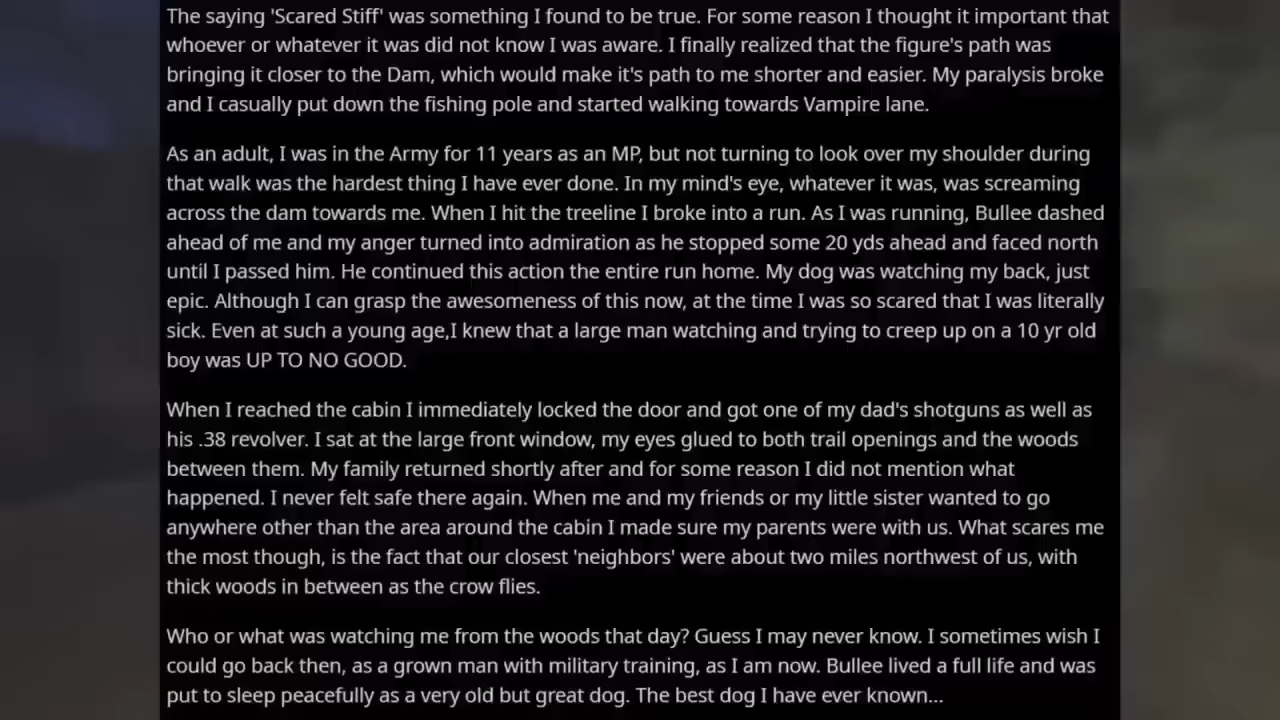 The saying 'Scared Stiff' was something I found to be true. For some reason I thought it important that
whoever or whatever it was did not know I was aware. I finally realized that the figure's path was
bringing it closer to the Dam, which would make it's path to me shorter and easier. My paralysis broke
and I casually put down the fishing pole and started walking towards Vampire lane.
As an adult, I was in the Army for 11 years as an MP, but not turning to look over my shoulder during
that walk was the hardest thing I have ever done. In my mind's eye, whatever it was, was screaming
across the dam towards me. When I hit the treeline I broke into a run. As I was running, Bullee dashed
ahead of me and my anger turned into admiration as he stopped some 20 yds ahead and faced north
until I passed him. He continued this action the entire run home. My dog was watching my back, just
epic. Although I can grasp the awesomeness of this now, at the time I was so scared that I was literally
sick. Even at such a young age,I knew that a large man watching and trying to creep up on a 10 yr old
boy was UP TO NO GOOD.
When I reached the cabin I immediately locked the door and got one of my dad's shotguns as well as
his .38 revolver. I sat at the large front window, my eyes glued to both trail openings and the woods
between them. My family returned shortly after and for some reason I did not mention what
happened. I never felt safe there again. When me and my friends or my little sister wanted to go
anywhere other than the area around the cabin I made sure my parents were with us. What scares me
the most though, is the fact that our closest 'neighbors' were about two miles northwest of us, with
thick woods in between as the crow flies.
Who or what was watching me from the woods that day? Guess I may never know. I sometimes wish I
could go back then, as a grown man with military training, as I am now. Bullee lived a full life and was
put to sleep peacefully as a very old but great dog. The best dog I have ever known...